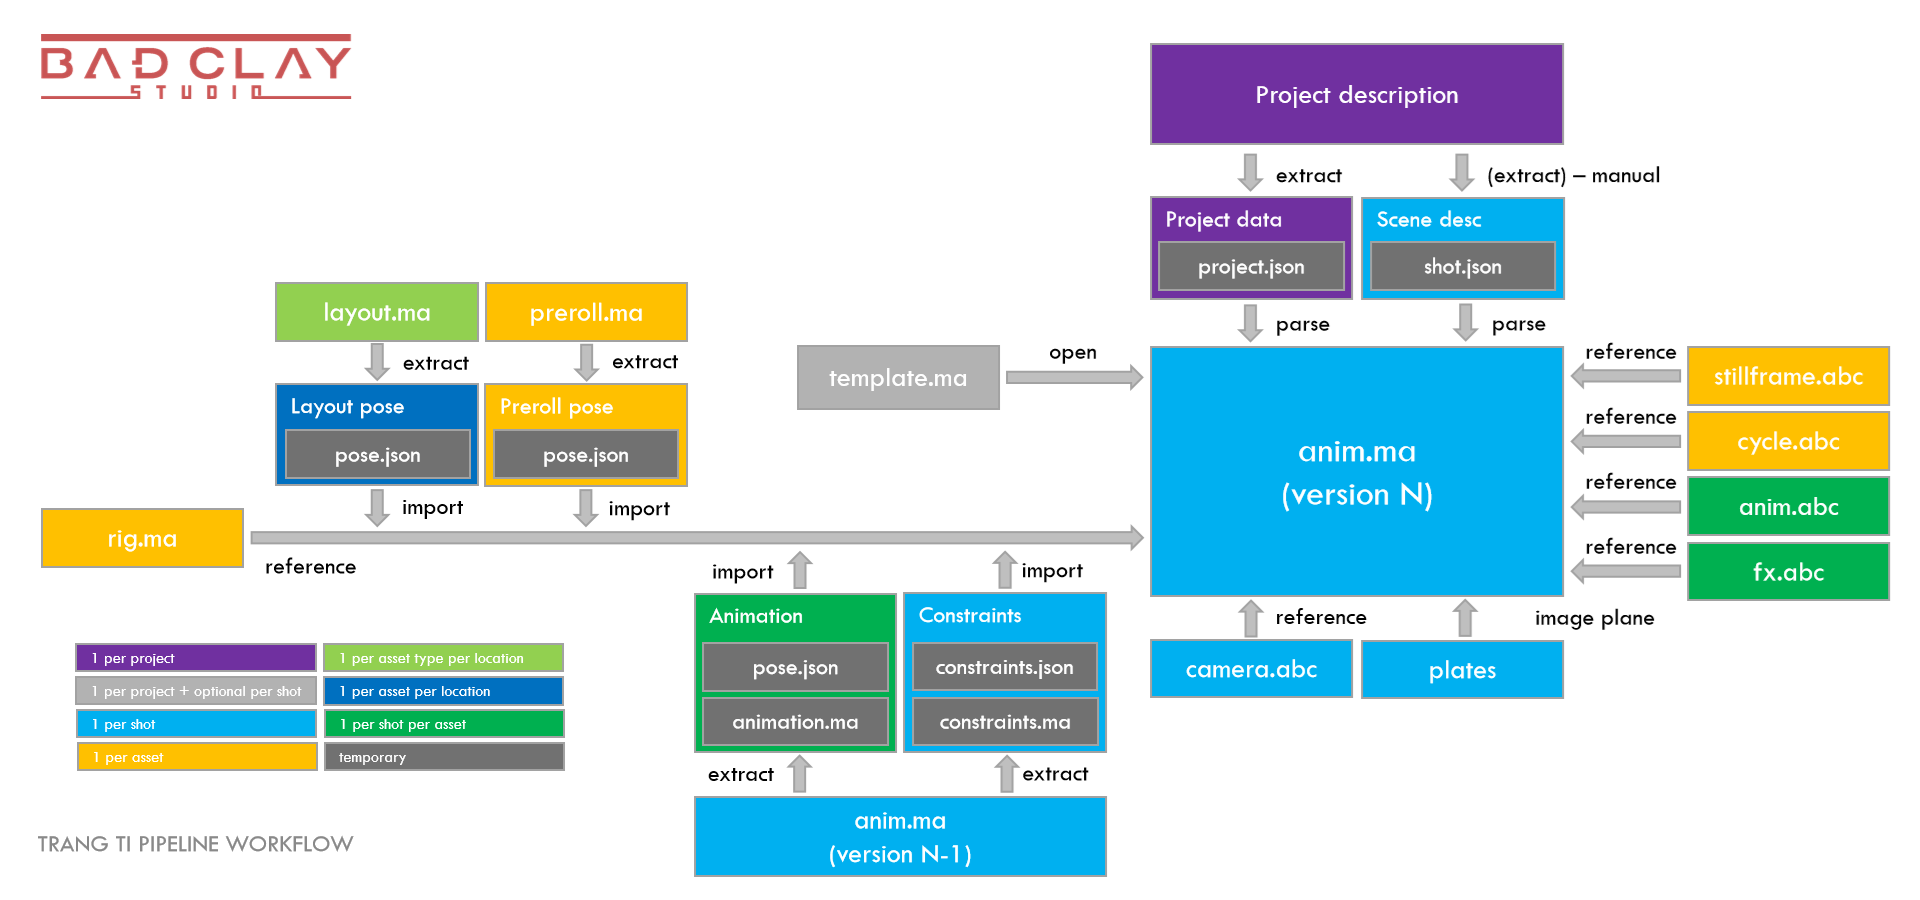 BAD CLAY
STUDIO
Project description
extract
(extract) – manual
Project data
project.json
Scene desc
shot.json
parse
parse
layout.ma
preroll.ma
extract
extract
Layout pose
pose.json
Preroll pose
pose.json
import
import
template.ma
open
anim.ma
(version N)
reference
stillframe.abc
reference
cycle.abc
reference
anim.abc
reference
fx.abc
rig.ma
reference
import
import
Animation
pose.json
animation.ma
Constraints
constraints.json
constraints.ma
extract
extract
anim.ma
(version N-1)
reference
image plane
camera.abc
plates
1 per project
1 per asset type per location
1 per project + optional per shot
1 per asset per location
1 per shot
1 per shot per asset
1 per asset
temporary
TRANG TI PIPELINE WORKFLOW